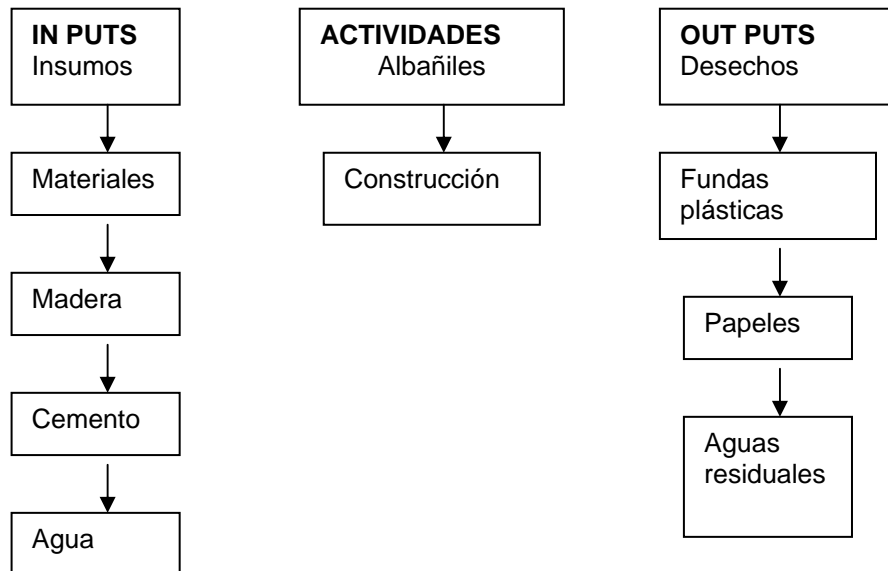 IN PUTS
Insumos
Materiales
Madera
Cemento
Agua
ACTIVIDADES
Albañiles
Construcción
OUT PUTS
Desechos
Fundas
plásticas
Papeles
Aguas
residuales